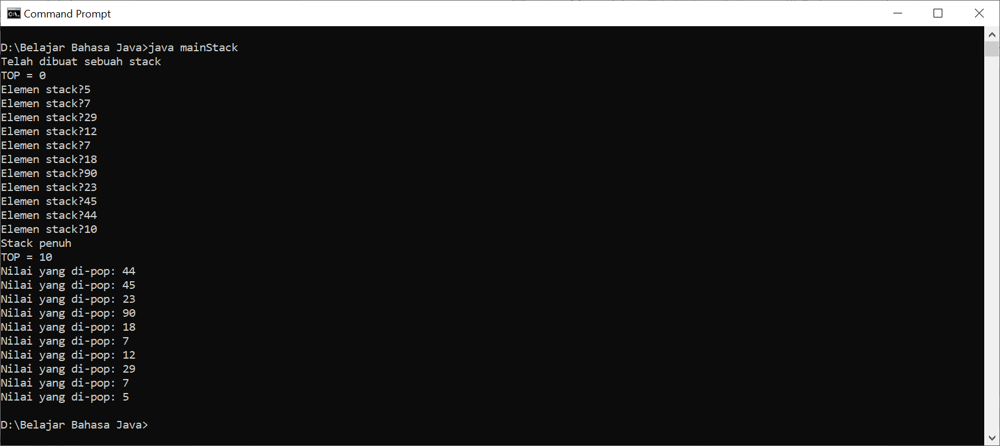 Command Prompt
D:\Belajar Bahasa Java>java mainStack
Telah dibuat sebuah stack
TOP = 0
Elemen stack?5
Elemen stack?7
Elemen stack?29
Elemen stack?12
Elemen stack?7
Elemen stack?18
Elemen stack?90
Elemen stack?23
Elemen stack?45
Elemen stack?44
Elemen stack?10
Stack penuh
TOP = 10
Nilai yang di-pop: 44
Nilai yang di-pop: 45
Nilai yang di-pop: 23
Nilai yang di-pop: 90
Nilai yang di-pop: 18
Nilai yang di-pop: 7
Nilai yang di-pop: 12
Nilai yang di-pop: 29
Nilai yang di-pop: 7
Nilai yang di-pop: 5
D:\Belajar Bahasa Java>